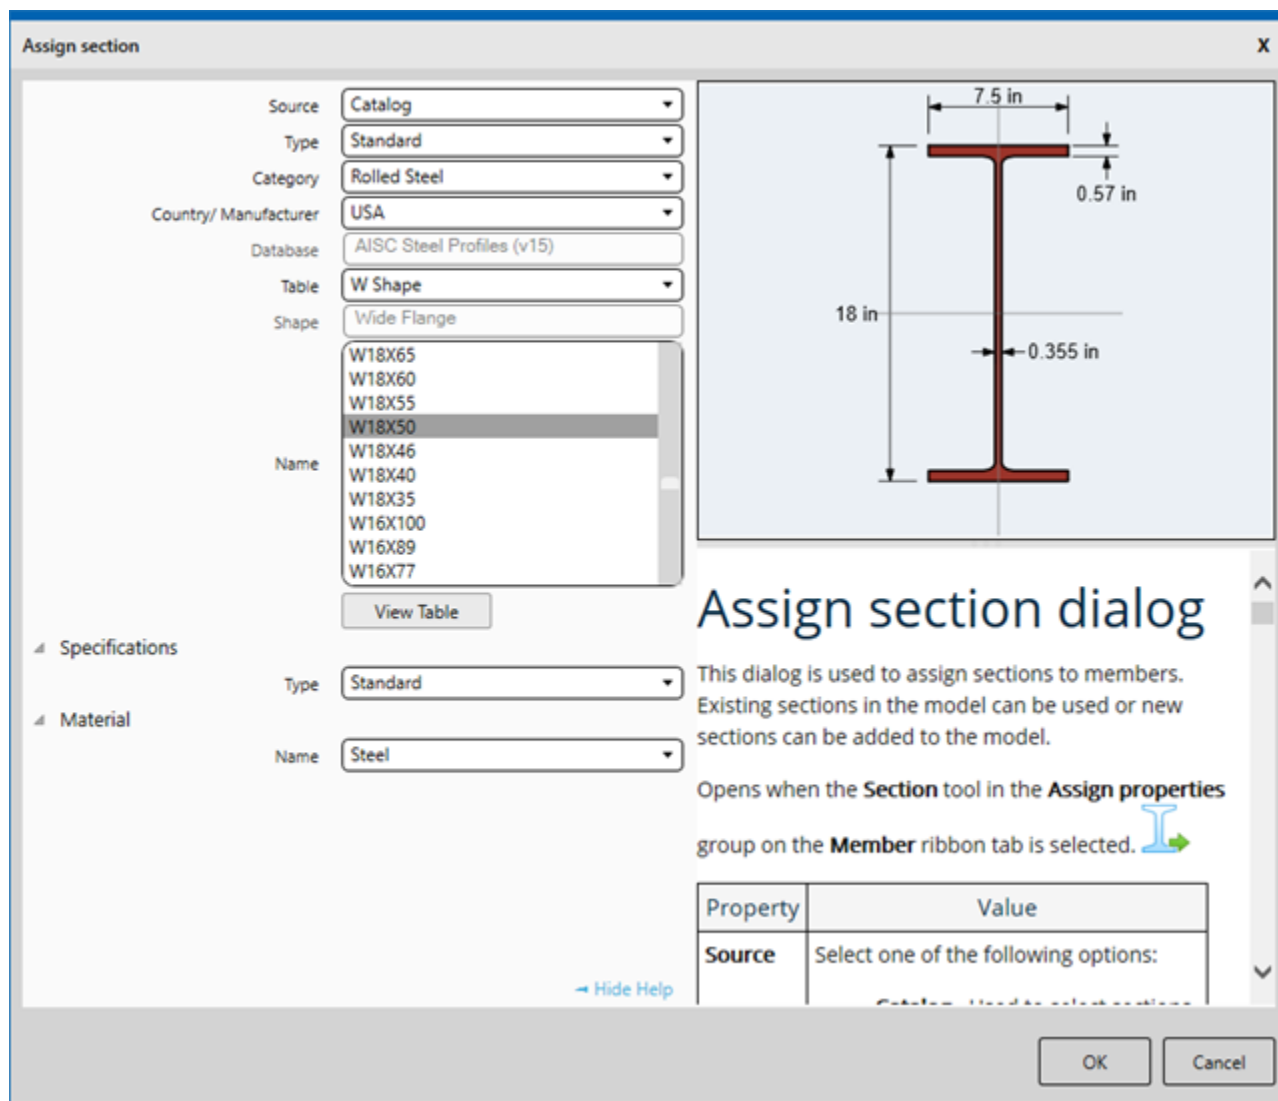 Assign section
X
Source Catalog
Type Standard
Category Rolled Steel
Country/ Manufacturer USA
Database AISC Steel Profiles (v15)
Table W Shape
Shape Wide Flange
Name
W18X65
W18X60
W18X55
W18X50
W18X46
W18X40
W18X35
W16X100
W16X89
W16X77
View Table
Specifications
Type Standard
Material
Name Steel
Hide Help
7.5 in
0.57 in
18 in
0.355 in
Assign section dialog
This dialog is used to assign sections to members.
Existing sections in the model can be used or new
sections can be added to the model.
Opens when the Section tool in the Assign properties
group on the Member ribbon tab is selected.
Property Value
Source Select one of the following options:
OK Cancel